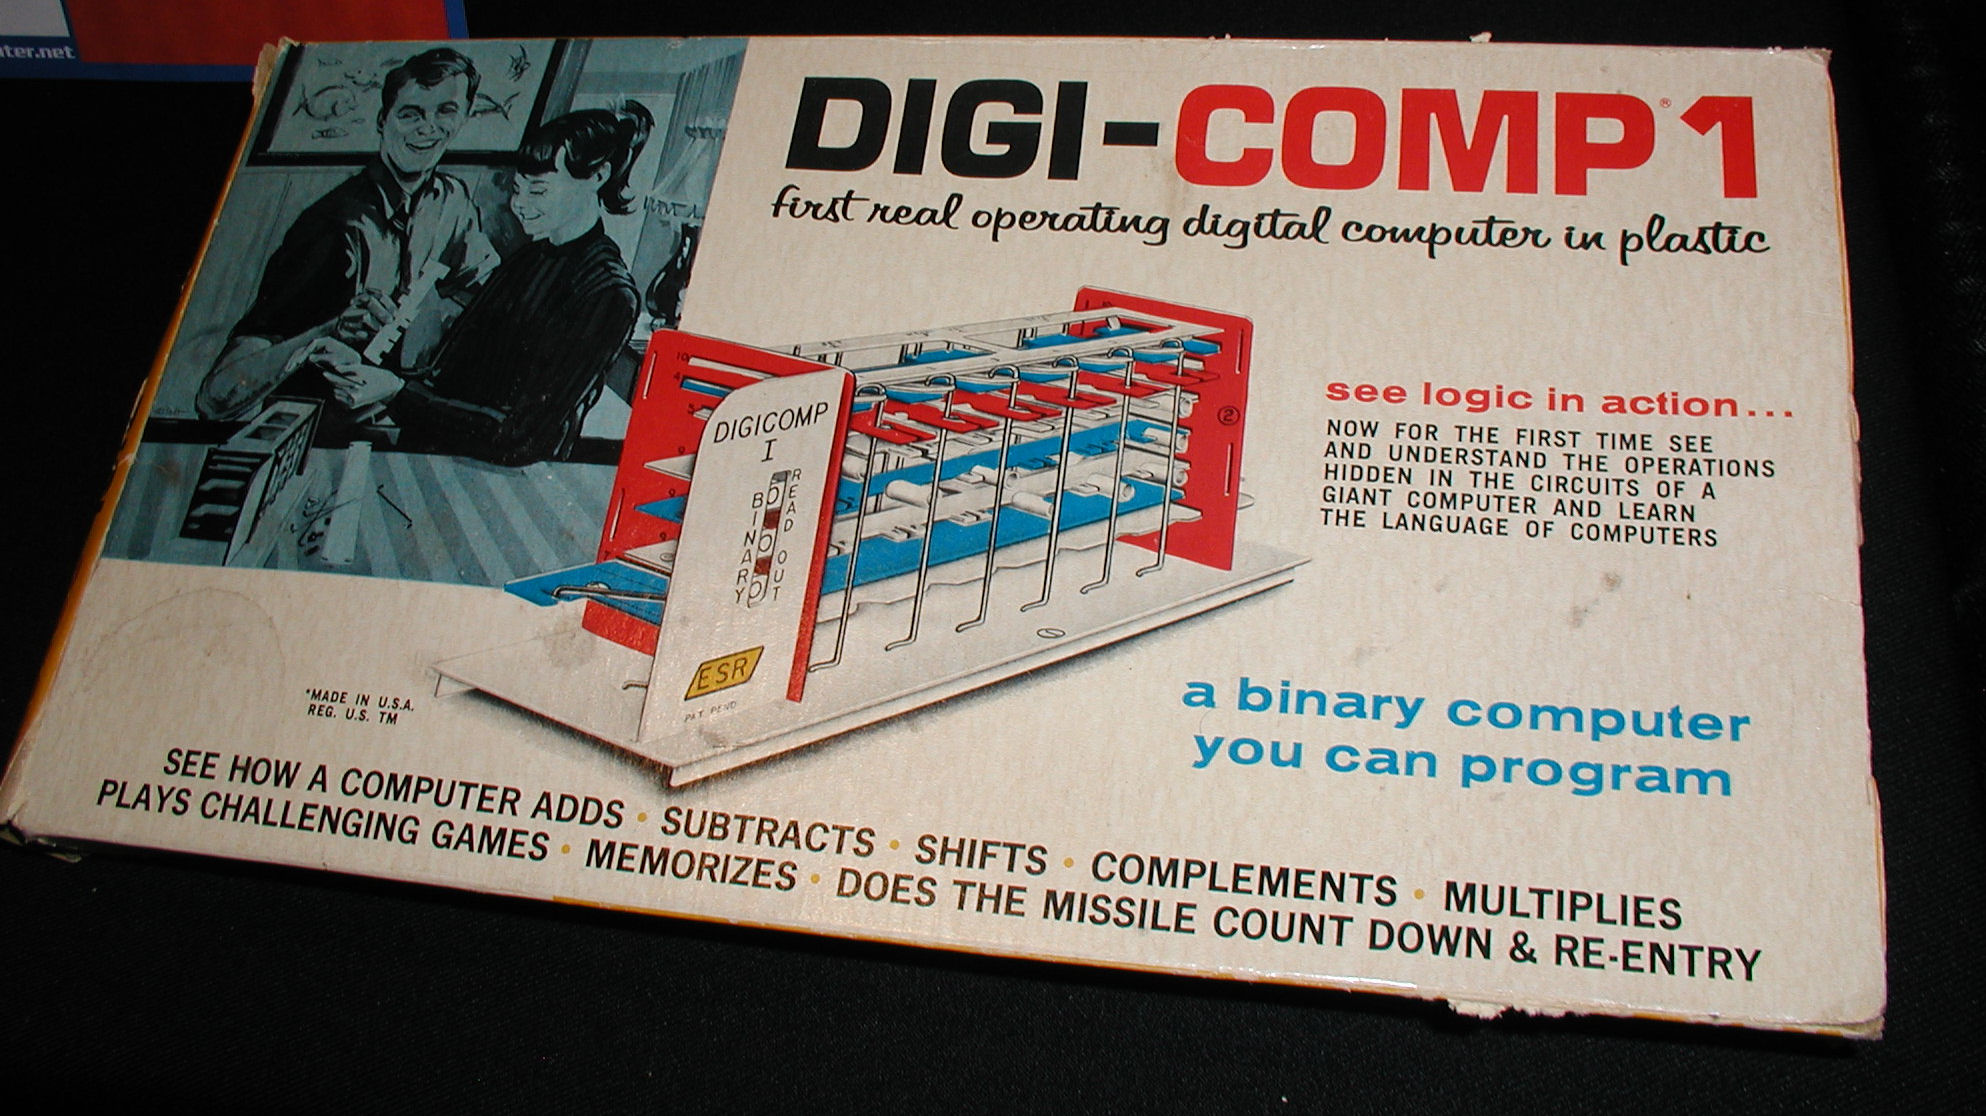 ter.net
DIGI-COMP® 1
first real operating digital computer in plastic
see logic in action...
NOW FOR THE FIRST TIME SEE
AND UNDERSTAND THE OPERATIONS
HIDDEN IN THE CIRCUITS OF A
GIANT COMPUTER AND LEARN
THE LANGUAGE OF COMPUTERS
DIGICOMP
I
BINARY
READ OUT
ESR
PAT PEND
2
a binary computer
you can program
*MADE IN U.S.A.
REG. U.S. TM
SEE HOW A COMPUTER ADDS • SUBTRACTS • SHIFTS • COMPLEMENTS • MULTIPLIES
PLAYS CHALLENGING GAMES • MEMORIZES • DOES THE MISSILE COUNT DOWN & RE-ENTRY